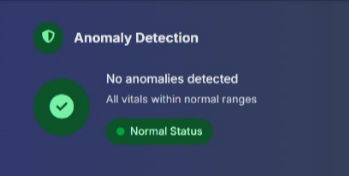 Anomaly Detection
No anomalies detected
All vitals within normal ranges
Normal Status